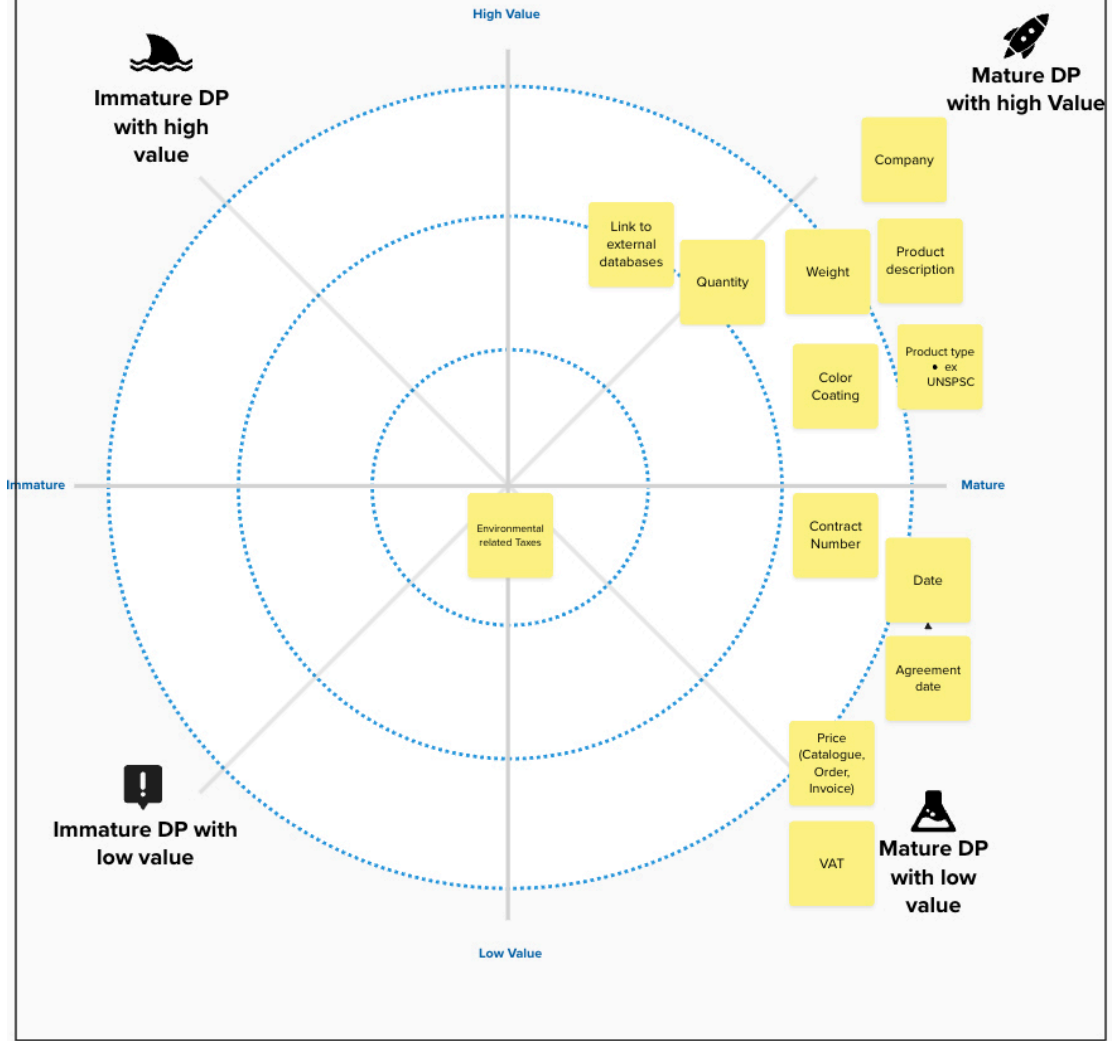 High Value
Immature DP
with high
value
Mature DP
with high Value
Company
Link to
external
databases
Quantity
Weight
Product
description
Product type
• ex
UNSPSC
Color
Coating
Immature
Mature
Environmental
related Taxes
Contract
Number
Date
Agreement
date
Price
(Catalogue,
Order,
Invoice)
Immature DP with
low value
VAT
Mature DP
with low
value
Low Value